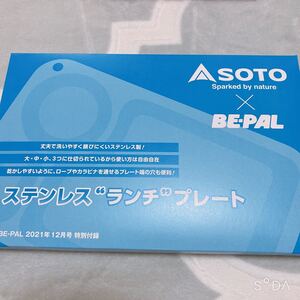 SOTO
Sparked by nature
×
BE-PAL
丈夫で洗いやすく錆びにくいステンレス製！
大・中・小、3つに仕切られているから使い方は自由自在
乾かしやすいように、ロープやカラビナを通せるプレート端の穴も便利！
ステンレス“ランチ”プレート
BE-PAL 2021年12月号 特別付録
S°DA